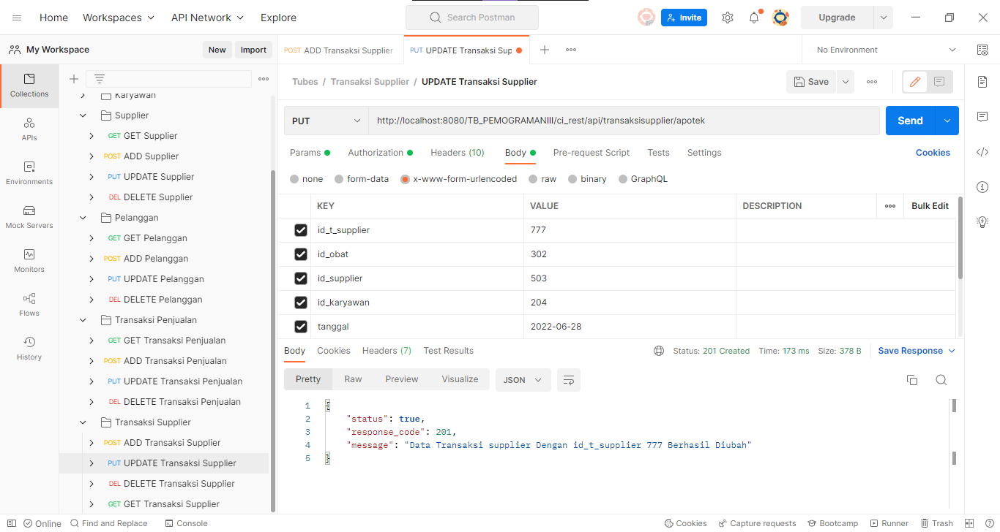 Home Workspaces API Network Explore Search Postman Invite Upgrade
My Workspace New Import POST ADD Transaksi Supplier PUT UPDATE Transaksi Sup No Environment
Collections
APIs
Environments
Mock Servers
Monitors
Flows
History
Karyawan
Supplier
GET GET Supplier
POST ADD Supplier
PUT UPDATE Supplier
DEL DELETE Supplier
Pelanggan
GET GET Pelanggan
POST ADD Pelanggan
PUT UPDATE Pelanggan
DEL DELETE Pelanggan
Transaksi Penjualan
GET GET Transaksi Penjualan
POST ADD Transaksi Penjualan
PUT UPDATE Transaksi Penjualan
DEL DELETE Transaksi Penjualan
Transaksi Supplier
POST ADD Transaksi Supplier
PUT UPDATE Transaksi Supplier
DEL DELETE Transaksi Supplier
GET GET Transaksi Supplier
Tubes / Transaksi Supplier / UPDATE Transaksi Supplier Save
PUT http://localhost:8080/TB_PEMOGRAMANIII/ci_rest/api/transaksisupplier/apotek Send
Params Authorization Headers (10) Body Pre-request Script Tests Settings Cookies
none form-data x-www-form-urlencoded raw binary GraphQL
KEY VALUE DESCRIPTION Bulk Edit
id_t_supplier 777
id_obat 302
id_supplier 503
id_karyawan 204
tanggal 2022-06-28
Body Cookies Headers (7) Test Results Status: 201 Created Time: 173 ms Size: 378 B Save Response
Pretty Raw Preview Visualize JSON
1 {
2 "status": true,
3 "response_code": 201,
4 "message": "Data Transaksi supplier Dengan id_t_supplier 777 Berhasil Diubah"
5 }
Online Find and Replace Console Cookies Capture requests Bootcamp Runner Trash